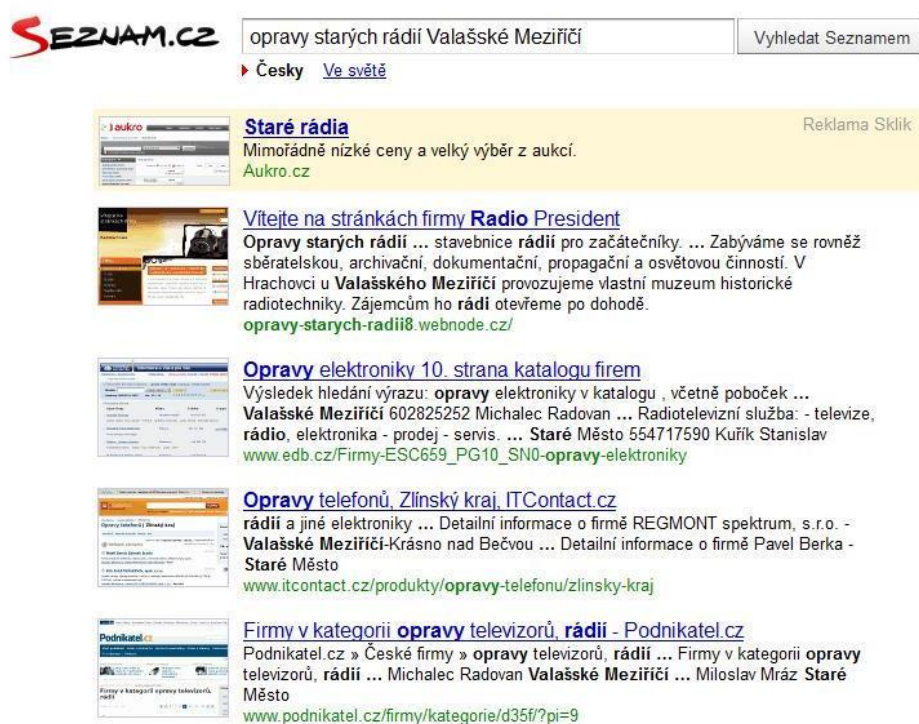 SEZNAM.CZ
opravy starých rádií Valašské Meziříčí
Vyhledat Seznamem
Česky Ve světě
aukro
Staré rádia
Reklama Sklik
Mimořádně nízké ceny a velký výběr z aukcí.
Aukro.cz
Vítejte na stránkách firmy Radio President
Opravy starých rádií ... stavebnice rádií pro začátečníky. ... Zabýváme se rovněž
sběratelskou, archivační, dokumentační, propagační a osvětovou činností. V
Hrachovci u Valašského Meziříčí provozujeme vlastní muzeum historické
radiotechniky. Zájemcům ho rádi otevřeme po dohodě.
opravy-starych-radii8.webnode.cz/
Opravy elektroniky 10. strana katalogu firem
Výsledek hledání výrazu: opravy elektroniky v katalogu , včetně poboček ...
Valašské Meziříčí 602825252 Michalec Radovan ... Radiotelevizní služba: - televize,
rádio, elektronika - prodej - servis. ... Staré Město 554717590 Kuřík Stanislav
www.edb.cz/Firmy-ESC659_PG10_SN0-opravy-elektroniky
Opravy telefonů, Zlínský kraj, ITContact.cz
rádií a jiné elektroniky ... Detailní informace o firmě REGMONT spektrum, s.r.o. -
Valašské Meziříčí-Krásno nad Bečvou ... Detailní informace o firmě Pavel Berka -
Staré Město
www.itcontact.cz/produkty/opravy-telefonu/zlinsky-kraj
Podnikatel.cz
Firmy v kategorii opravy televizorů,
rádií
Firmy v kategorii opravy televizorů, rádií - Podnikatel.cz
Podnikatel.cz » České firmy » opravy televizorů, rádií ... Firmy v kategorii opravy
televizorů, rádií ... Michalec Radovan Valašské Meziříčí ... Miloslav Mráz Staré
Město
www.podnikatel.cz/firmy/kategorie/d35f/?pi=9